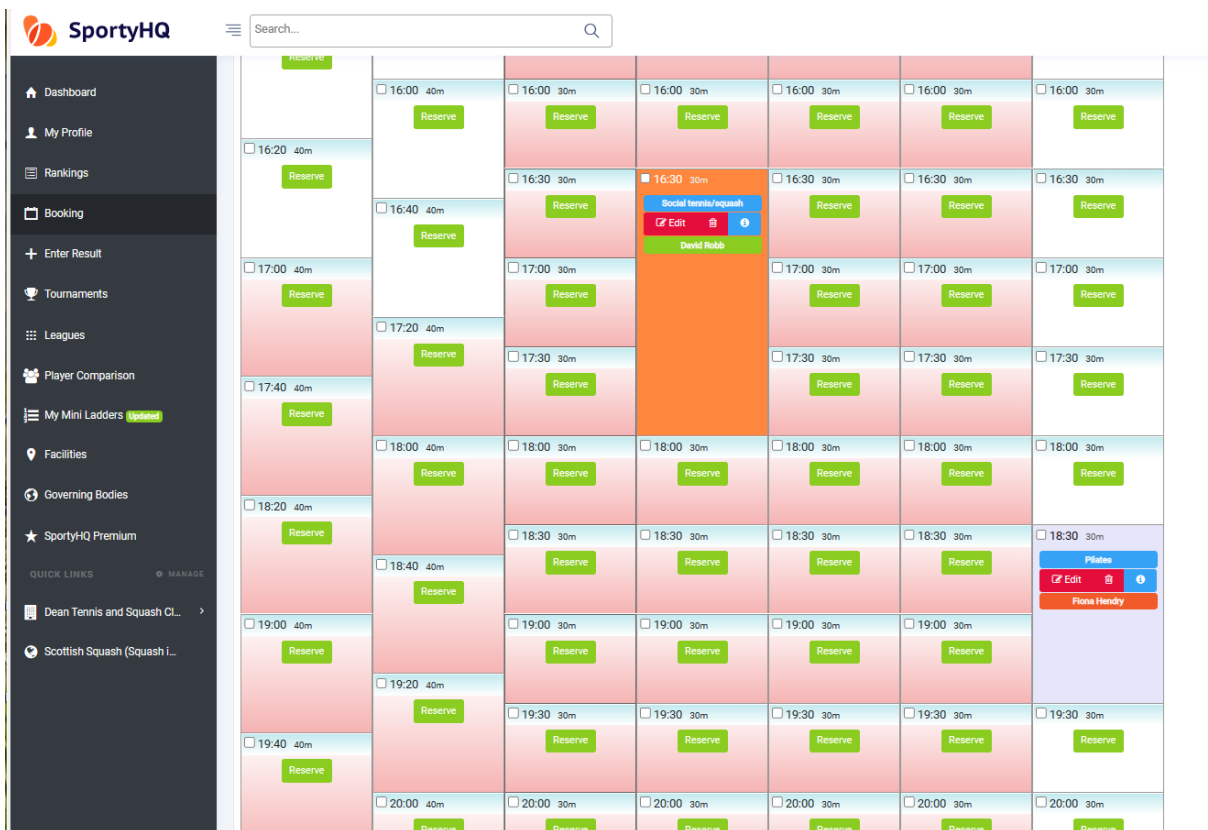 SportyHQ
Search...
Dashboard
My Profile
Rankings
Booking
Enter Result
Tournaments
Leagues
Player Comparison
My Mini Ladders Updated
Facilities
Governing Bodies
SportyHQ Premium
QUICK LINKS MANAGE
Dean Tennis and Squash Cl...
Scottish Squash (Squash i...
Reserve
16:20 40m
Reserve
17:00 40m
Reserve
17:40 40m
Reserve
18:20 40m
Reserve
19:00 40m
Reserve
19:40 40m
Reserve
16:00 40m
Reserve
16:40 40m
Reserve
17:20 40m
Reserve
18:00 40m
Reserve
18:40 40m
Reserve
19:20 40m
Reserve
20:00 40m
Reserve
16:00 30m
Reserve
16:30 30m
Reserve
17:00 30m
Reserve
17:30 30m
Reserve
18:00 30m
Reserve
18:30 30m
Reserve
19:00 30m
Reserve
19:30 30m
Reserve
20:00 30m
Reserve
16:00 30m
Reserve
16:30 30m
Social tennis/squash
Edit
David Robb
18:00 30m
Reserve
18:30 30m
Reserve
19:00 30m
Reserve
19:30 30m
Reserve
20:00 30m
Reserve
16:00 30m
Reserve
16:30 30m
Reserve
17:00 30m
Reserve
17:30 30m
Reserve
18:00 30m
Reserve
18:30 30m
Reserve
19:00 30m
Reserve
19:30 30m
Reserve
20:00 30m
Reserve
16:00 30m
Reserve
16:30 30m
Reserve
17:00 30m
Reserve
17:30 30m
Reserve
18:00 30m
Reserve
18:30 30m
Reserve
19:00 30m
Reserve
19:30 30m
Reserve
20:00 30m
Reserve
16:00 30m
Reserve
16:30 30m
Reserve
17:00 30m
Reserve
17:30 30m
Reserve
18:00 30m
Reserve
18:30 30m
Pilates
Edit
Fiona Hendry
19:30 30m
Reserve
20:00 30m
Reserve